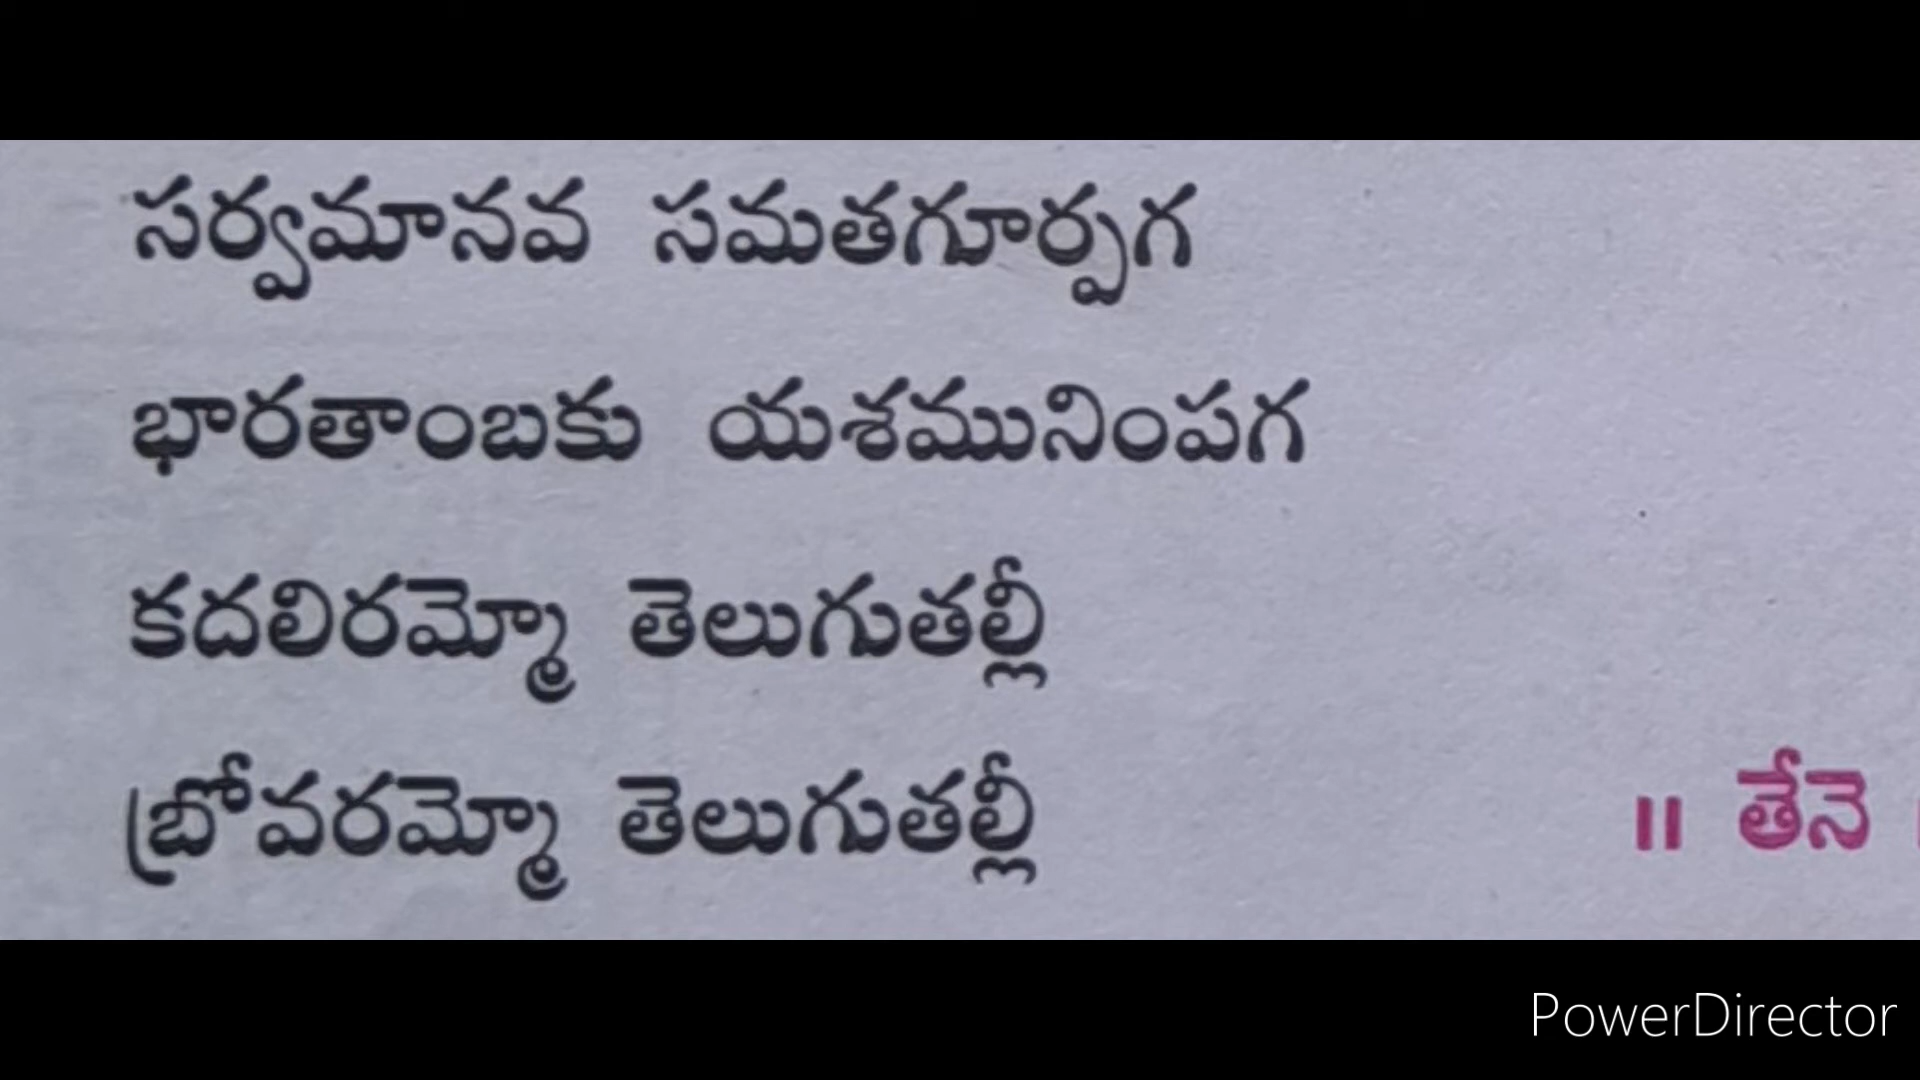 సర్వమానవ సమతగూర్పగ
భారతాంబకు యశమునింపగ
కదలిరమ్మో తెలుగుతల్లీ
బ్రోవరమ్మో తెలుగుతల్లీ ॥ తేనె
PowerDirector